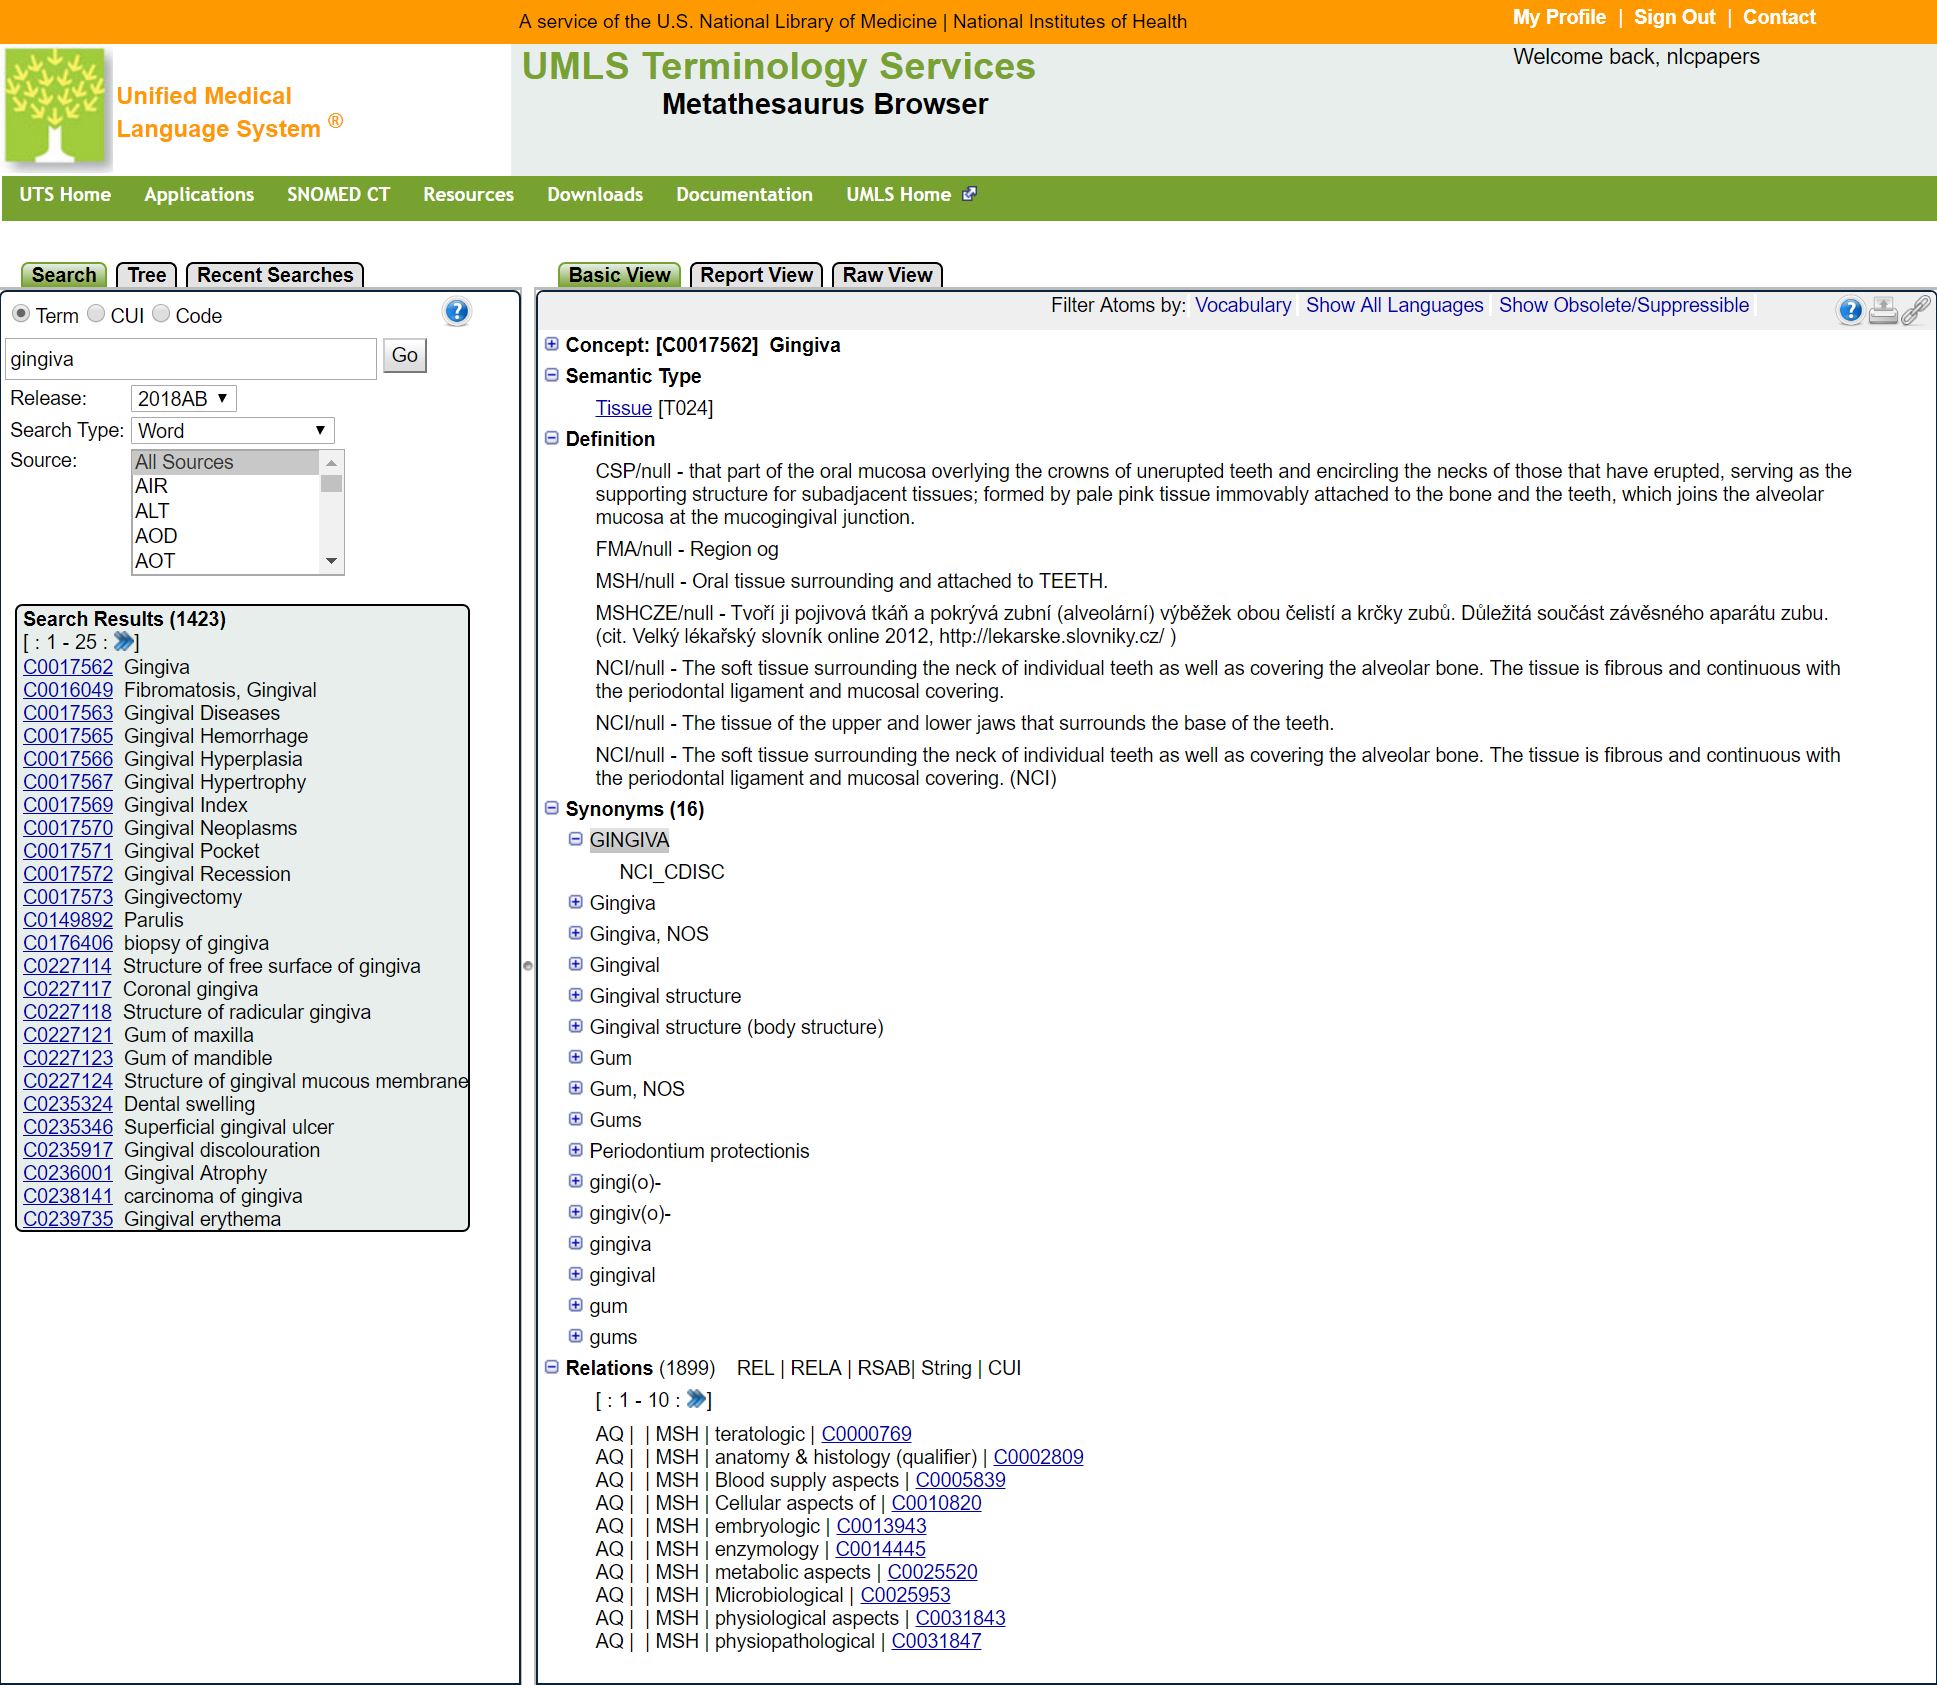 A service of the U.S. National Library of Medicine | National Institutes of Health
My Profile | Sign Out | Contact
Unified Medical
Language System ®
UMLS Terminology Services
Metathesaurus Browser
Welcome back, nlcpapers
UTS Home Applications SNOMED CT Resources Downloads Documentation UMLS Home
Search Tree Recent Searches
Term CUI Code
gingiva Go
Release: 2018AB
Search Type: Word
Source: All Sources
AIR
ALT
AOD
AOT
Search Results (1423)
[ : 1 - 25 : ]
C0017562 Gingiva
C0016049 Fibromatosis, Gingival
C0017563 Gingival Diseases
C0017565 Gingival Hemorrhage
C0017566 Gingival Hyperplasia
C0017567 Gingival Hypertrophy
C0017569 Gingival Index
C0017570 Gingival Neoplasms
C0017571 Gingival Pocket
C0017572 Gingival Recession
C0017573 Gingivectomy
C0149892 Parulis
C0176406 biopsy of gingiva
C0227114 Structure of free surface of gingiva
C0227117 Coronal gingiva
C0227118 Structure of radicular gingiva
C0227121 Gum of maxilla
C0227123 Gum of mandible
C0227124 Structure of gingival mucous membrane
C0235324 Dental swelling
C0235346 Superficial gingival ulcer
C0235917 Gingival discolouration
C0236001 Gingival Atrophy
C0238141 carcinoma of gingiva
C0239735 Gingival erythema
Basic View Report View Raw View
Filter Atoms by: Vocabulary Show All Languages Show Obsolete/Suppressible
Concept: [C0017562] Gingiva
Semantic Type
Tissue [T024]
Definition
CSP/null - that part of the oral mucosa overlying the crowns of unerupted teeth and encircling the necks of those that have erupted, serving as the
supporting structure for subadjacent tissues; formed by pale pink tissue immovably attached to the bone and the teeth, which joins the alveolar
mucosa at the mucogingival junction.
FMA/null - Region og
MSH/null - Oral tissue surrounding and attached to TEETH.
MSHCZE/null - Tvoří ji pojivová tkáň a pokrývá zubní (alveolární) výběžek obou čelistí a krčky zubů. Důležitá součást závěsného aparátu zubu.
(cit. Velký lékařský slovník online 2012, http://lekarske.slovniky.cz/ )
NCI/null - The soft tissue surrounding the neck of individual teeth as well as covering the alveolar bone. The tissue is fibrous and continuous with
the periodontal ligament and mucosal covering.
NCI/null - The tissue of the upper and lower jaws that surrounds the base of the teeth.
NCI/null - The soft tissue surrounding the neck of individual teeth as well as covering the alveolar bone. The tissue is fibrous and continuous with
the periodontal ligament and mucosal covering. (NCI)
Synonyms (16)
GINGIVA
NCI_CDISC
Gingiva
Gingiva, NOS
Gingival
Gingival structure
Gingival structure (body structure)
Gum
Gum, NOS
Gums
Periodontium protectionis
gingi(o)-
gingiv(o)-
gingiva
gingival
gum
gums
Relations (1899) REL | RELA | RSAB| String | CUI
[ : 1 - 10 : ]
AQ | | MSH | teratologic | C0000769
AQ | | MSH | anatomy & histology (qualifier) | C0002809
AQ | | MSH | Blood supply aspects | C0005839
AQ | | MSH | Cellular aspects of | C0010820
AQ | | MSH | embryologic | C0013943
AQ | | MSH | enzymology | C0014445
AQ | | MSH | metabolic aspects | C0025520
AQ | | MSH | Microbiological | C0025953
AQ | | MSH | physiological aspects | C0031843
AQ | | MSH | physiopathological | C0031847